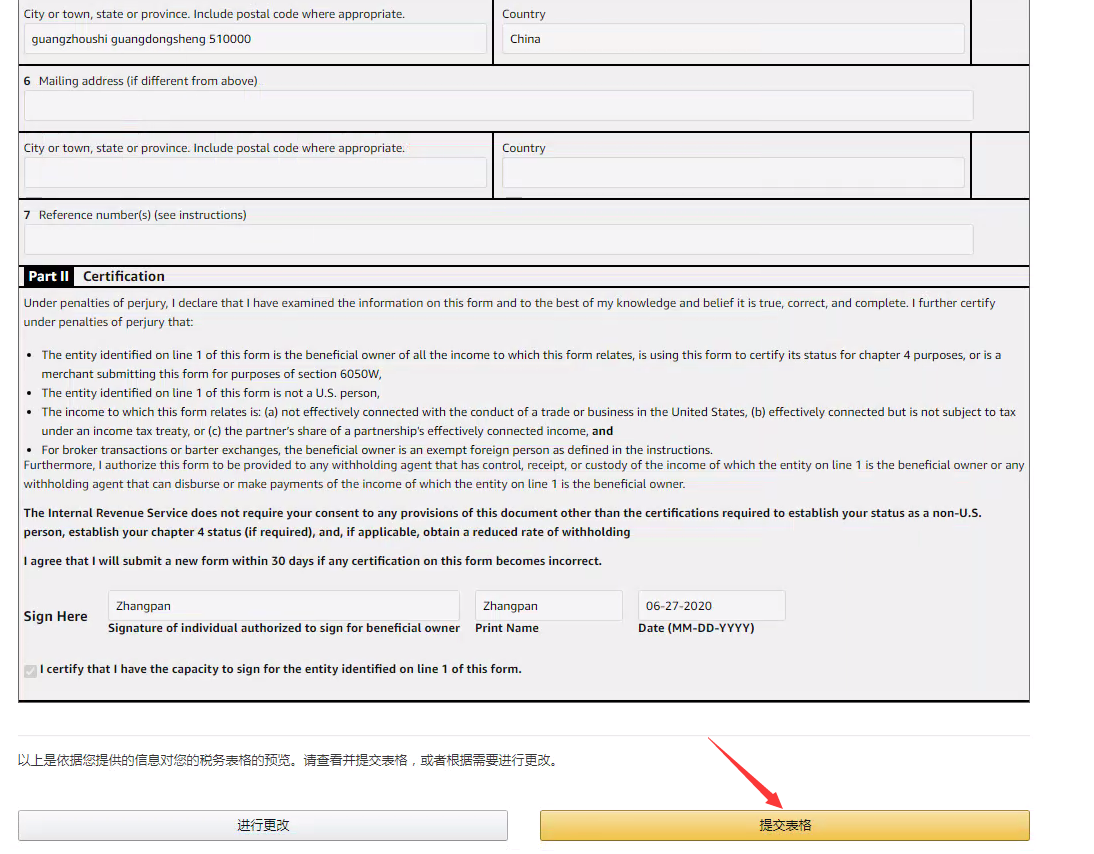 City or town, state or province. Include postal code where appropriate.
Country
guangzhoushi guangdongsheng 510000
China
6 Mailing address (if different from above)
City or town, state or province. Include postal code where appropriate.
Country
7 Reference number(s) (see instructions)
Part II Certification
Under penalties of perjury, I declare that I have examined the information on this form and to the best of my knowledge and belief it is true, correct, and complete. I further certify
under penalties of perjury that:
• The entity identified on line 1 of this form is the beneficial owner of all the income to which this form relates, is using this form to certify its status for chapter 4 purposes, or is a
merchant submitting this form for purposes of section 6050W,
• The entity identified on line 1 of this form is not a U.S. person,
• The income to which this form relates is: (a) not effectively connected with the conduct of a trade or business in the United States, (b) effectively connected but is not subject to tax
under an income tax treaty, or (c) the partner's share of a partnership's effectively connected income, and
• For broker transactions or barter exchanges, the beneficial owner is an exempt foreign person as defined in the instructions.
Furthermore, I authorize this form to be provided to any withholding agent that has control, receipt, or custody of the income of which the entity on line 1 is the beneficial owner or any
withholding agent that can disburse or make payments of the income of which the entity on line 1 is the beneficial owner.
The Internal Revenue Service does not require your consent to any provisions of this document other than the certifications required to establish your status as a non-U.S.
person, establish your chapter 4 status (if required), and, if applicable, obtain a reduced rate of withholding
I agree that I will submit a new form within 30 days if any certification on this form becomes incorrect.
Sign Here
Zhangpan
Zhangpan
06-27-2020
Signature of individual authorized to sign for beneficial owner
Print Name
Date (MM-DD-YYYY)
I certify that I have the capacity to sign for the entity identified on line 1 of this form.
以上是依据您提供的信息对您的税务表格的预览。请查看并提交表格，或者根据需要进行更改。
进行更改
提交表格